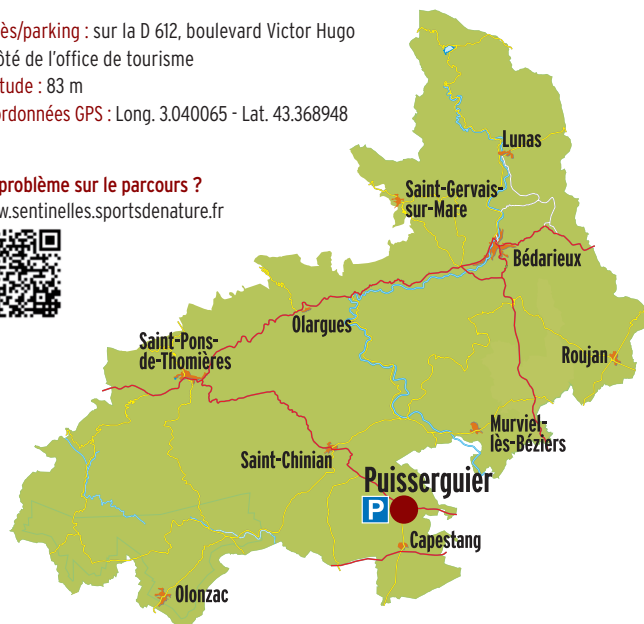 ès/parking : sur la D 612, boulevard Victor Hugo
ôté de l'office de tourisme
tude : 83 m
ordonnées GPS : Long. 3.040065 - Lat. 43.368948
problème sur le parcours ?
w.sentinelles.sportsdenature.fr
Lunas
Saint-Gervais-
sur-Mare
Bédarieux
Olargues
Saint-Pons-
de-Thomières
Roujan
Murviel-
lès-Béziers
Saint-Chinian
Puisserguier
P
Capestang
Olonzac